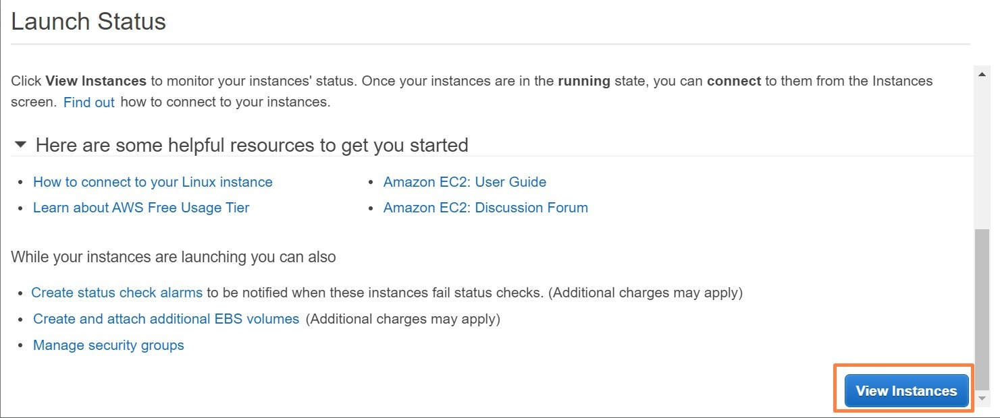 Launch Status
Click View Instances to monitor your instances' status. Once your instances are in the running state, you can connect to them from the Instances
screen. Find out how to connect to your instances.
Here are some helpful resources to get you started
• How to connect to your Linux instance
• Amazon EC2: User Guide
• Learn about AWS Free Usage Tier
• Amazon EC2: Discussion Forum
While your instances are launching you can also
• Create status check alarms to be notified when these instances fail status checks. (Additional charges may apply)
• Create and attach additional EBS volumes (Additional charges may apply)
• Manage security groups
View Instances